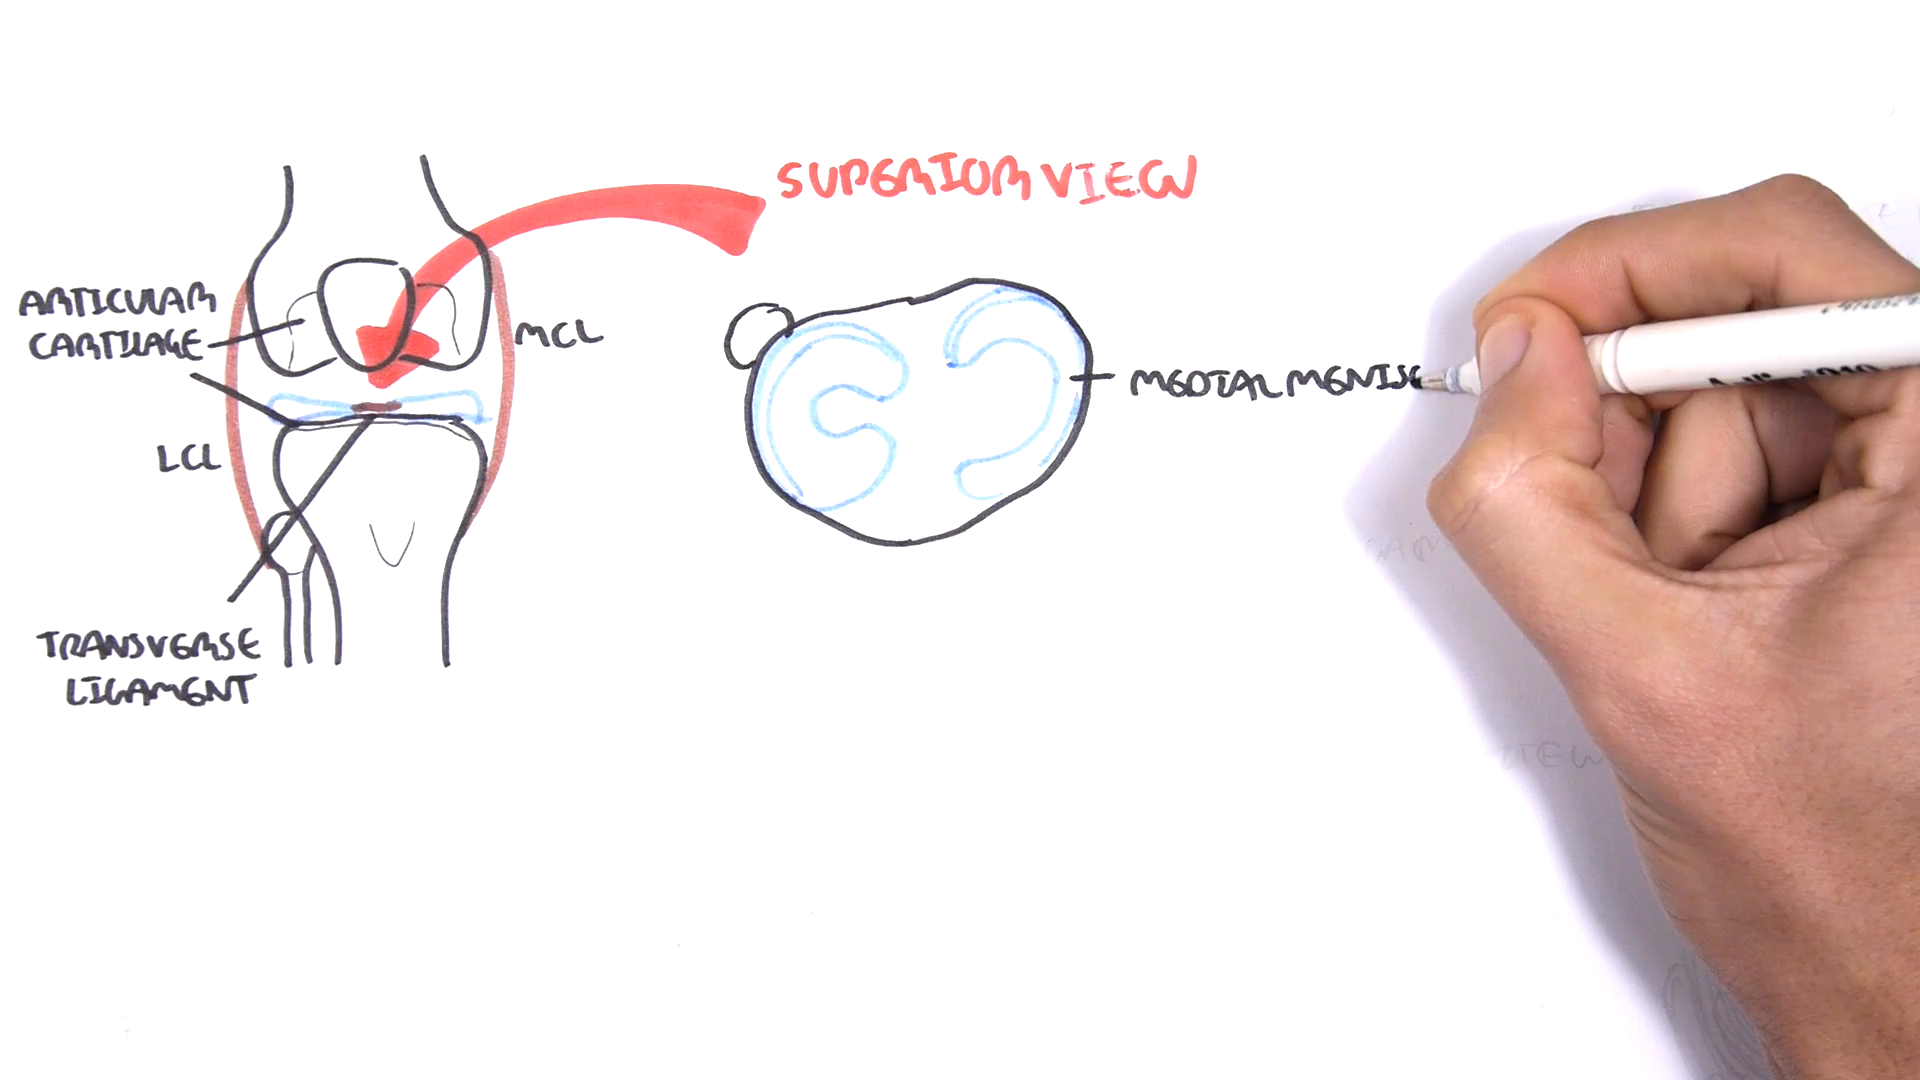 SUPERIOR VIEW
ARTICULAR
CARTILAGE
MCL
MEDIAL MENISC
LCL
TRANSVERSE
LIGAMENT